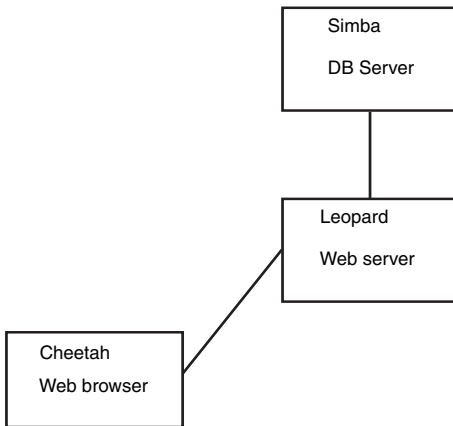 Simba
DB Server
Leopard
Web server
Cheetah
Web browser